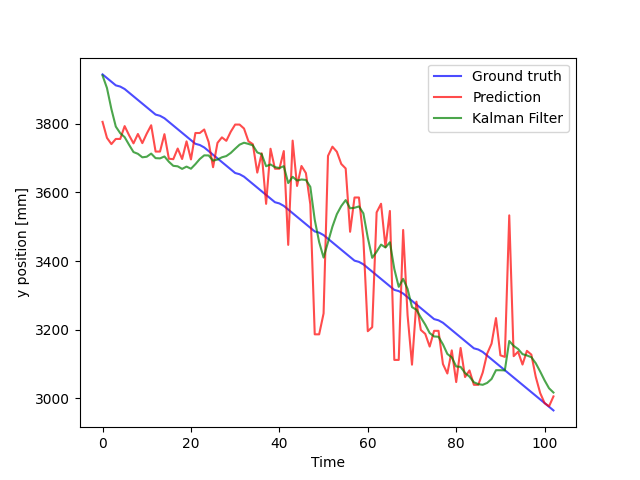 Ground truth
Prediction
Kalman Filter
y position [mm]
3800
3600
3400
3200
3000
0 20 40 60 80 100
Time